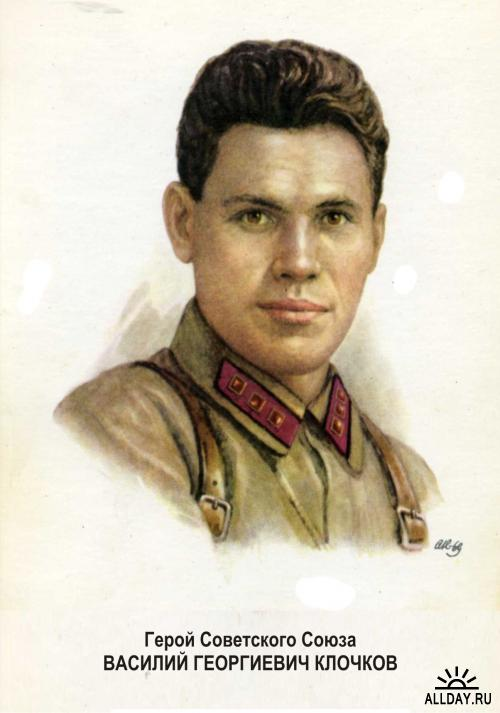 Герой Советского Союза
ВАСИЛИЙ ГЕОРГИЕВИЧ КЛОЧКОВ
ALLDAY.RU